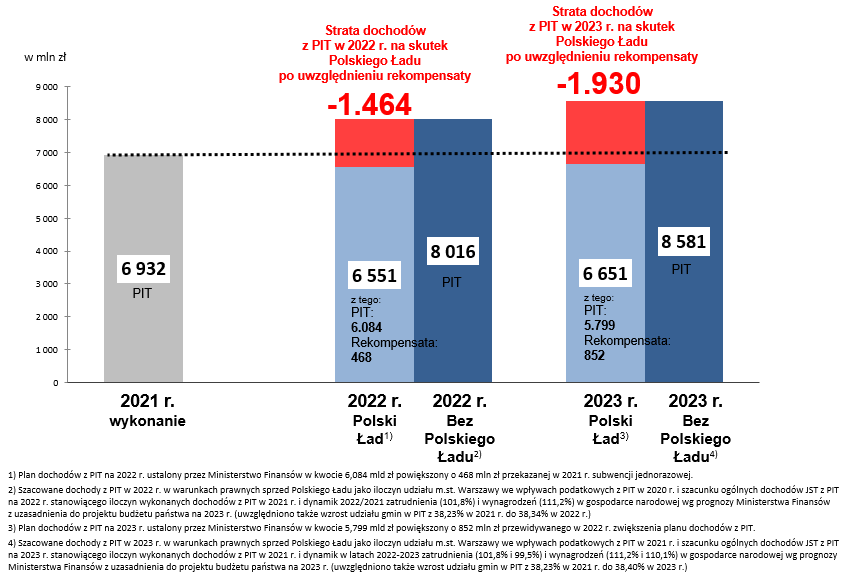 Strata dochodów
z PIT w 2022 r. na skutek
Polskiego Ładu
po uwzględnieniu rekompensaty
-1.464
Strata dochodów
z PIT w 2023 r. na skutek
Polskiego Ładu
po uwzględnieniu rekompensaty
-1.930
w mln zł
9 000
8 000
7 000
6 000
5 000
4 000
3 000
2 000
1 000
0
6 932
PIT
6 551
z tego:
PIT:
6.084
Rekompensata:
468
8 016
PIT
6 651
z tego:
PIT:
5.799
Rekompensata:
852
8 581
PIT
2021 r.
wykonanie
2022 r.
Polski
Ład1)
2022 r.
Bez
Polskiego
Ładu2)
2023 r.
Polski
Ład3)
2023 r.
Bez
Polskiego
Ładu4)
1) Plan dochodów z PIT na 2022 r. ustalony przez Ministerstwo Finansów w kwocie 6,084 mld zł powiększony o 468 mln zł przekazanej w 2021 r. subwencji jednorazowej.
2) Szacowane dochody z PIT w 2022 r. w warunkach prawnych sprzed Polskiego Ładu jako iloczyn udziału m.st. Warszawy we wpływach podatkowych z PIT w 2020 r. i szacunku ogólnych dochodów JST z PIT
na 2022 r. stanowiącego iloczyn wykonanych dochodów z PIT w 2021 r. i dynamik 2022/2021 zatrudnienia (101,8%) i wynagrodzeń (111,2%) w gospodarce narodowej wg prognozy Ministerstwa Finansów
z uzasadnienia do projektu budżetu państwa na 2023 r. (uwzględniono także wzrost udziału gmin w PIT z 38,23% w 2021 r. do 38,34% w 2022 r.)
3) Plan dochodów z PIT na 2023 r. ustalony przez Ministerstwo Finansów w kwocie 5,799 mld zł powiększony o 852 mln zł przewidywanego w 2022 r. zwiększenia planu dochodów z PIT.
4) Szacowane dochody z PIT w 2023 r. w warunkach prawnych sprzed Polskiego Ładu jako iloczyn udziału m.st. Warszawy we wpływach podatkowych z PIT w 2021 r. i szacunku ogólnych dochodów JST z PIT
na 2023 r. stanowiącego iloczyn wykonanych dochodów z PIT w 2021 r. i dynamik w latach 2022-2023 zatrudnienia (101,8% i 99,5%) i wynagrodzeń (111,2% i 110,1%) w gospodarce narodowej wg prognozy
Ministerstwa Finansów z uzasadnienia do projektu budżetu państwa na 2023 r. (uwzględniono także wzrost udziału gmin w PIT z 38,23% w 2021 r. do 38,40% w 2023 r.)